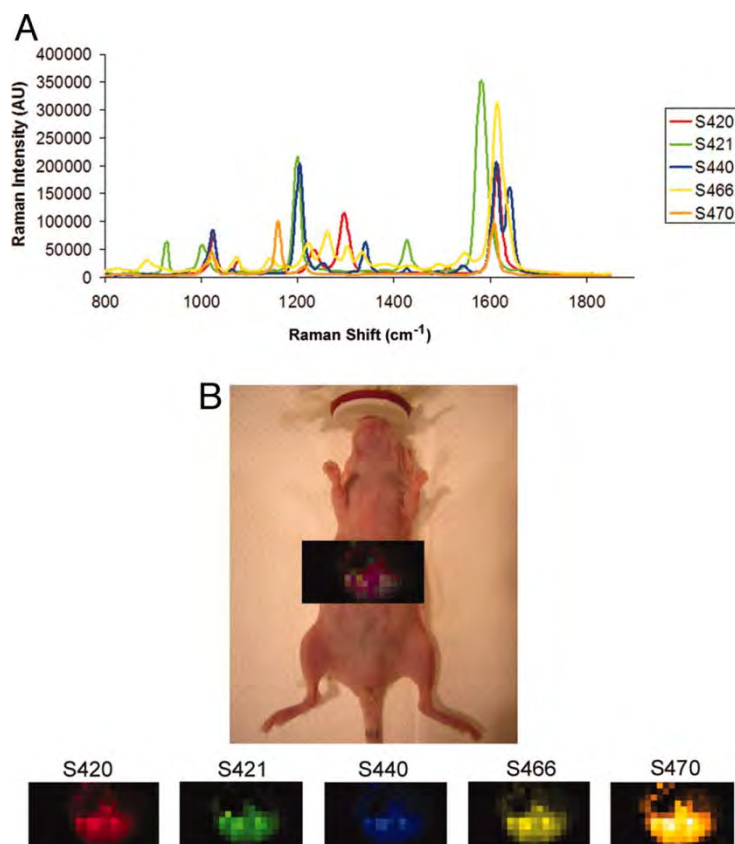 A
Raman Intensity (AU)
400000
350000
300000
250000
200000
150000
100000
50000
0
800 1000 1200 1400 1600 1800
Raman Shift (cm-1)
S420
S421
S440
S466
S470
B
S420 S421 S440 S466 S470